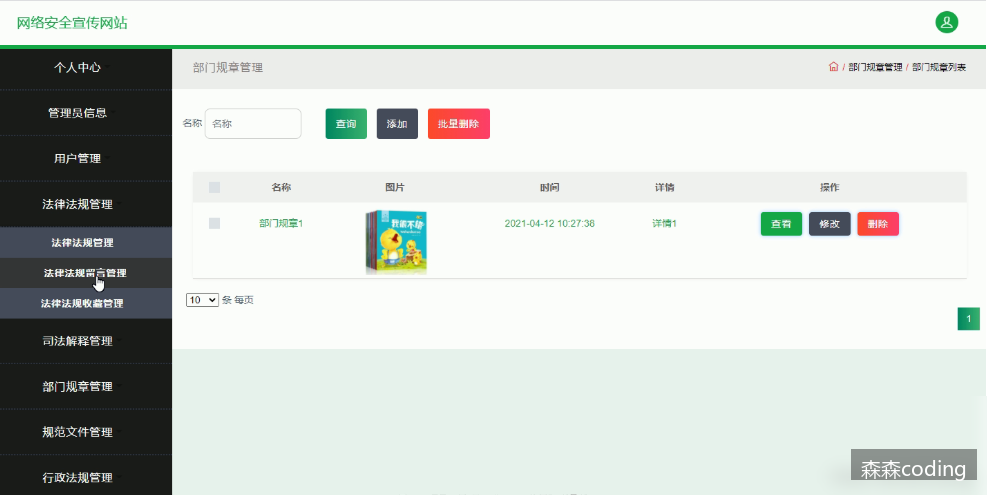 网络安全宣传网站
个人中心
管理员信息
用户管理
法律法规管理
法律法规管理
法律法规留言管理
法律法规收藏管理
司法解释管理
部门规章管理
规范文件管理
行政法规管理
部门规章管理
/ 部门规章管理 / 部门规章列表
名称 名称 查询 添加 批量删除
名称 图片 时间 详情 操作
部门规章1 2021-04-12 10:27:38 详情1 查看 修改 删除
10 条 每页
1
森森coding